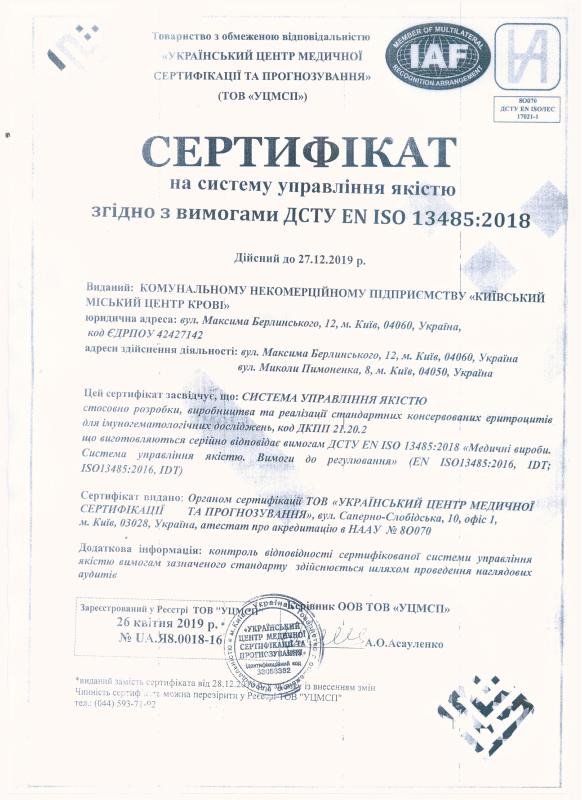 Товариство з обмеженою відповідальністю
«УКРАЇНСЬКИЙ ЦЕНТР МЕДИЧНОЇ
СЕРТИФІКАЦІЇ ТА ПРОГНОЗУВАННЯ»
(ТОВ «УЦМСП»)
MEMBER OF MULTILATERAL
IAF
RECOGNITION ARRANGEMENT
8О070
ДСТУ EN ISO/IEC
17021-1
СЕРТИФІКАТ
на систему управління якістю
згідно з вимогами ДСТУ EN ISO 13485:2018
Дійсний до 27.12.2019 р.
Виданий: КОМУНАЛЬНОМУ НЕКОМЕРЦІЙНОМУ ПІДПРИЄМСТВУ «КИЇВСЬКИЙ
МІСЬКИЙ ЦЕНТР КРОВІ»
юридична адреса: вул. Максима Берлинського, 12, м. Київ, 04060, Україна,
код ЄДРПОУ 42427142
адреси здійснення діяльності: вул. Максима Берлинського, 12, м. Київ, 04060, Україна
вул. Миколи Пимоненка, 8, м. Київ, 04050, Україна
Цей сертифікат засвідчує, що: СИСТЕМА УПРАВЛІННЯ ЯКІСТЮ
стосовно розробки, виробництва та реалізації стандартних консервованих еритроцитів
для імуногематологічних досліджень, код ДКПП 21.20.2
що виготовляються серійно відповідає вимогам ДСТУ EN ISO 13485:2018 «Медичні вироби.
Система управління якістю. Вимоги до регулювання» (EN ISO13485:2016, IDT;
ISO13485:2016, IDT)
Сертифікат видано: Органом сертифікації ТОВ «УКРАЇНСЬКИЙ ЦЕНТР МЕДИЧНОЇ
СЕРТИФІКАЦІЇ ТА ПРОГНОЗУВАННЯ», вул. Саперно-Слобідська, 10, офіс 1,
м. Київ, 03028, Україна, атестат про акредитацію в НААУ № 8О070
Додаткова інформація: контроль відповідності сертифікованої системи управління
якістю вимогам зазначеного стандарту здійснюється шляхом проведення наглядових
аудитів
Зареєстрований у Реєстрі ТОВ "УЦМСП" Керівник ООВ ТОВ «УЦМСП»
26 квітня 2019 р.
№ UA.Я8.0018-16
А.О.Асауленко
«УКРАЇНСЬКИЙ
ЦЕНТР МЕДИЧНОЇ
СЕРТИФІКАЦІЇ ТА
ПРОГНОЗУВАННЯ»
Ідентифікаційний код
*виданий замість сертифіката від 28.12. із внесенням змін
Чинність можна перевірити у Реєстрі ТОВ "УЦМСП"
тел.: (044) 593-71-92